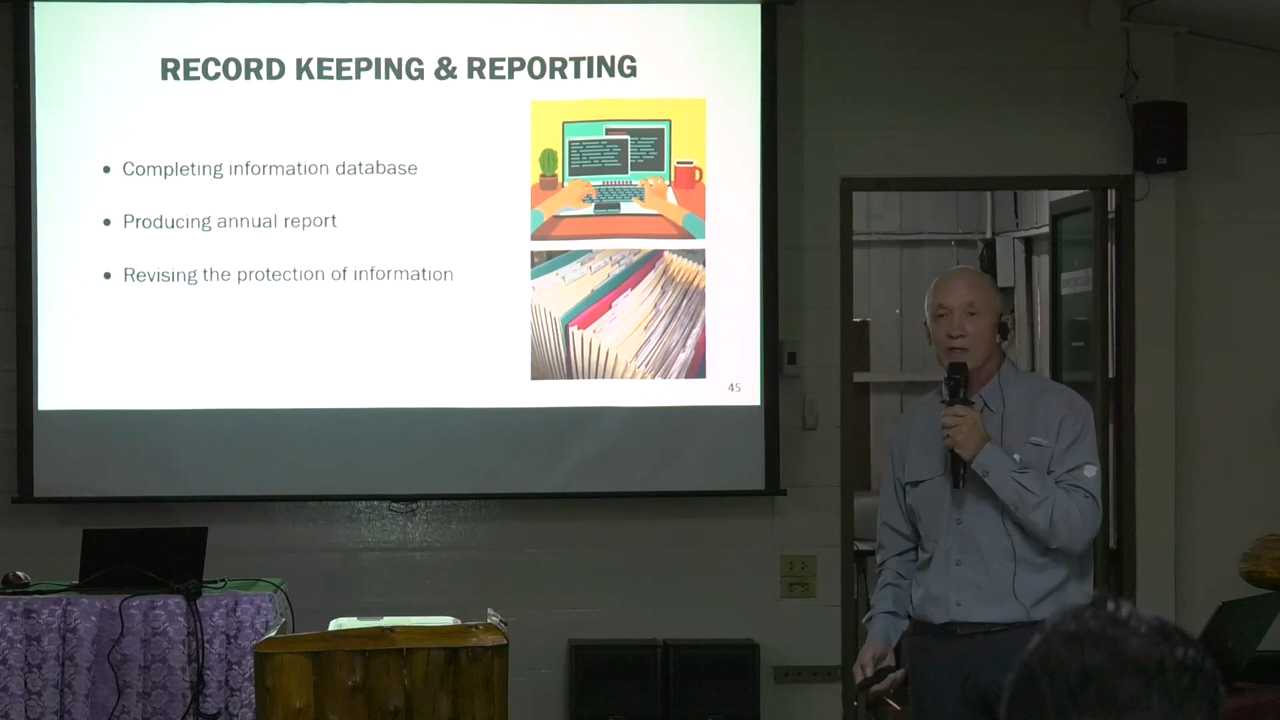 RECORD KEEPING & REPORTING
• Completing information database
• Producing annual report
• Revising the protection of information
45